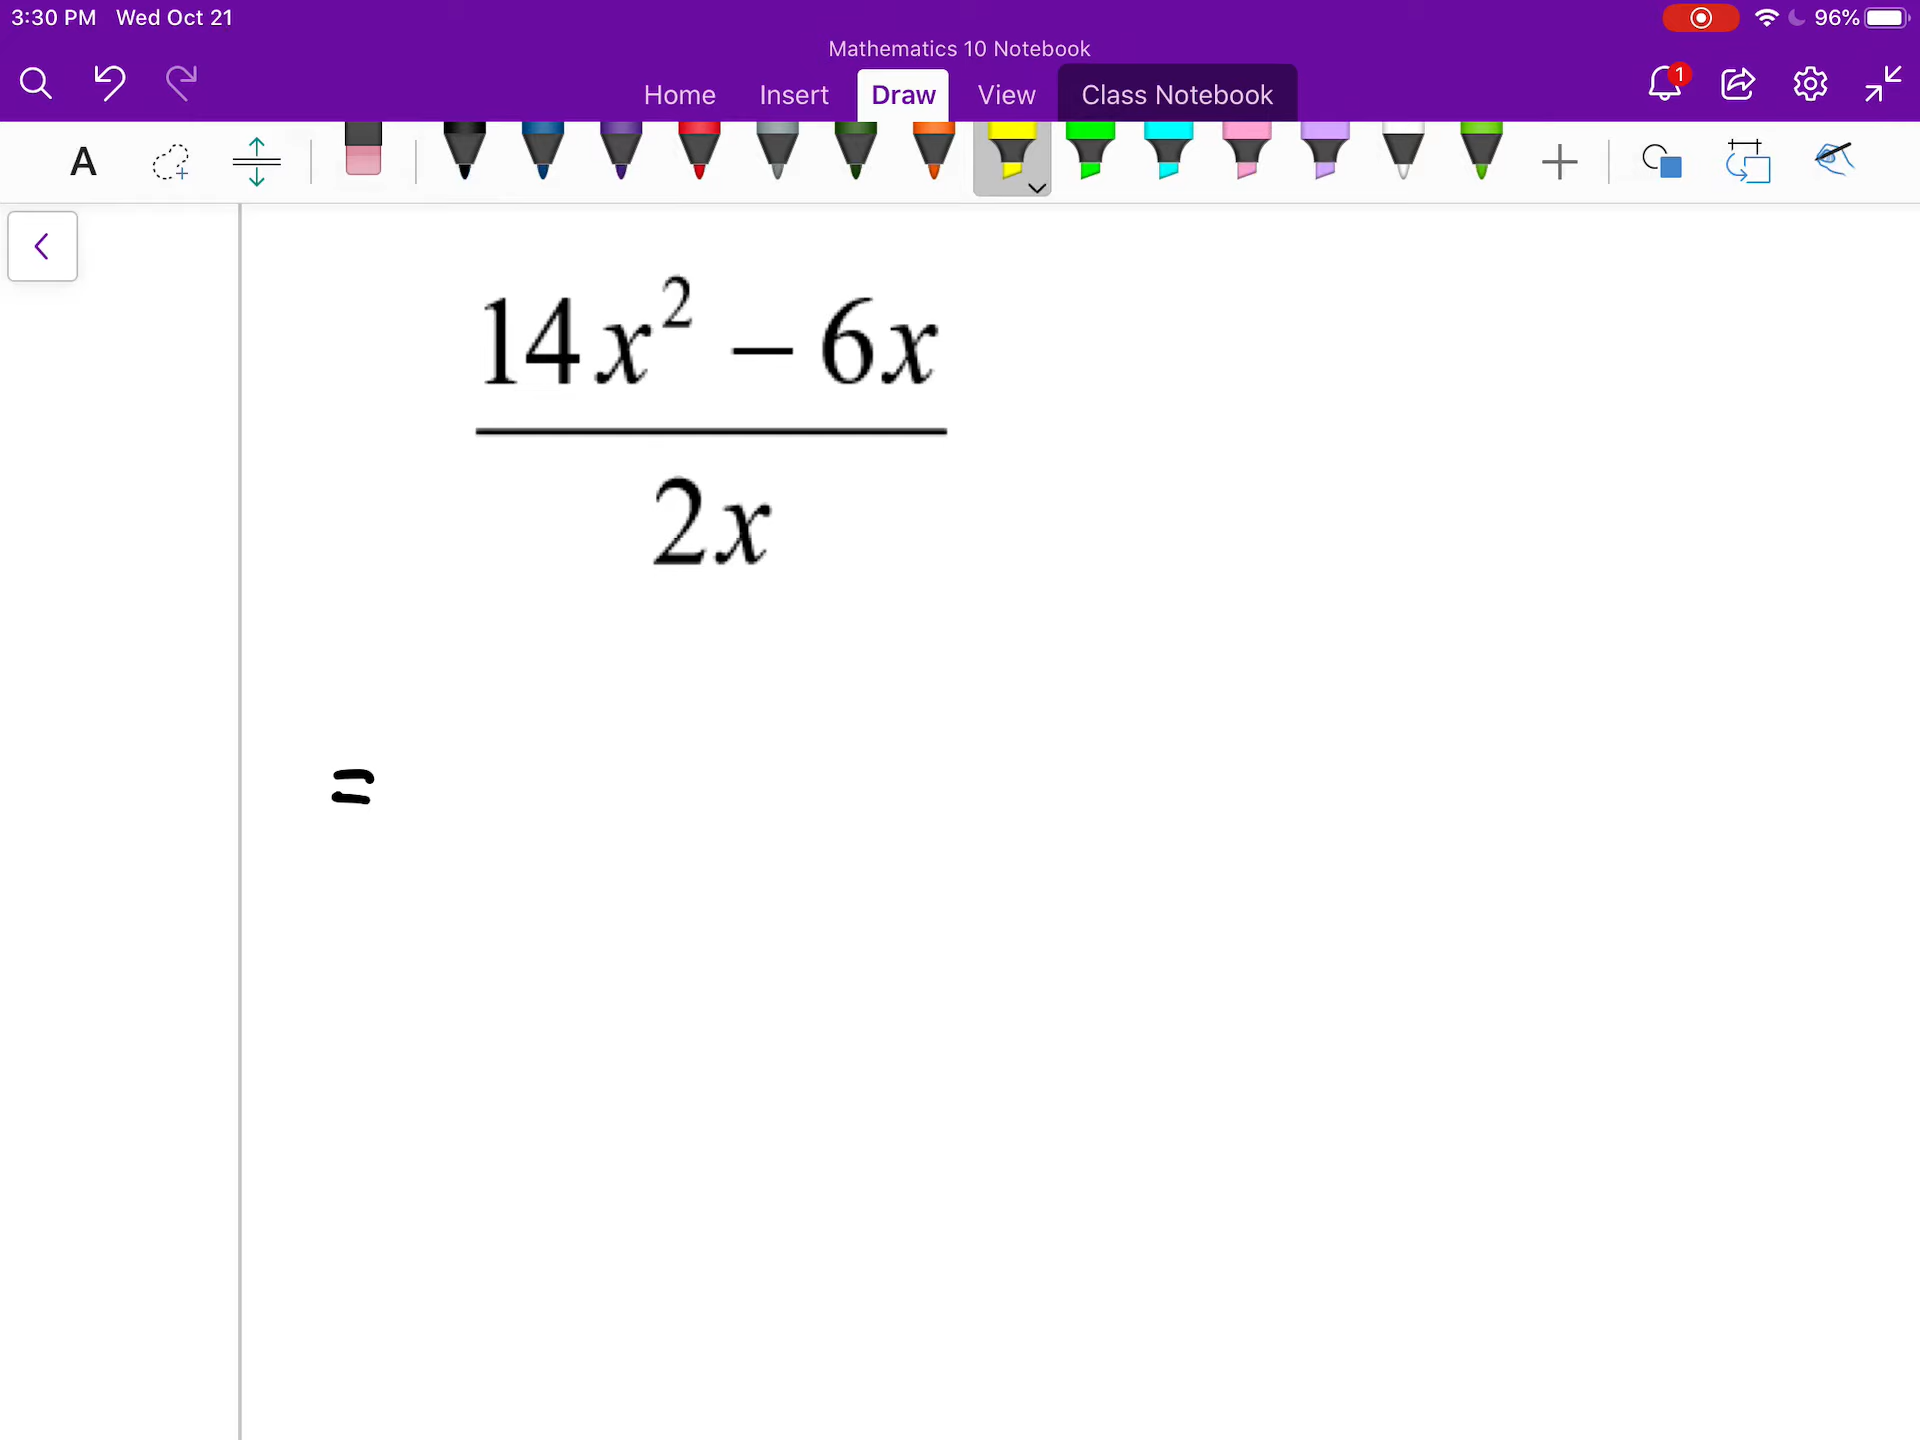 3:30 PM Wed Oct 21 96%
Mathematics 10 Notebook
Home Insert Draw View Class Notebook 1
A
14x² – 6x
2x
=